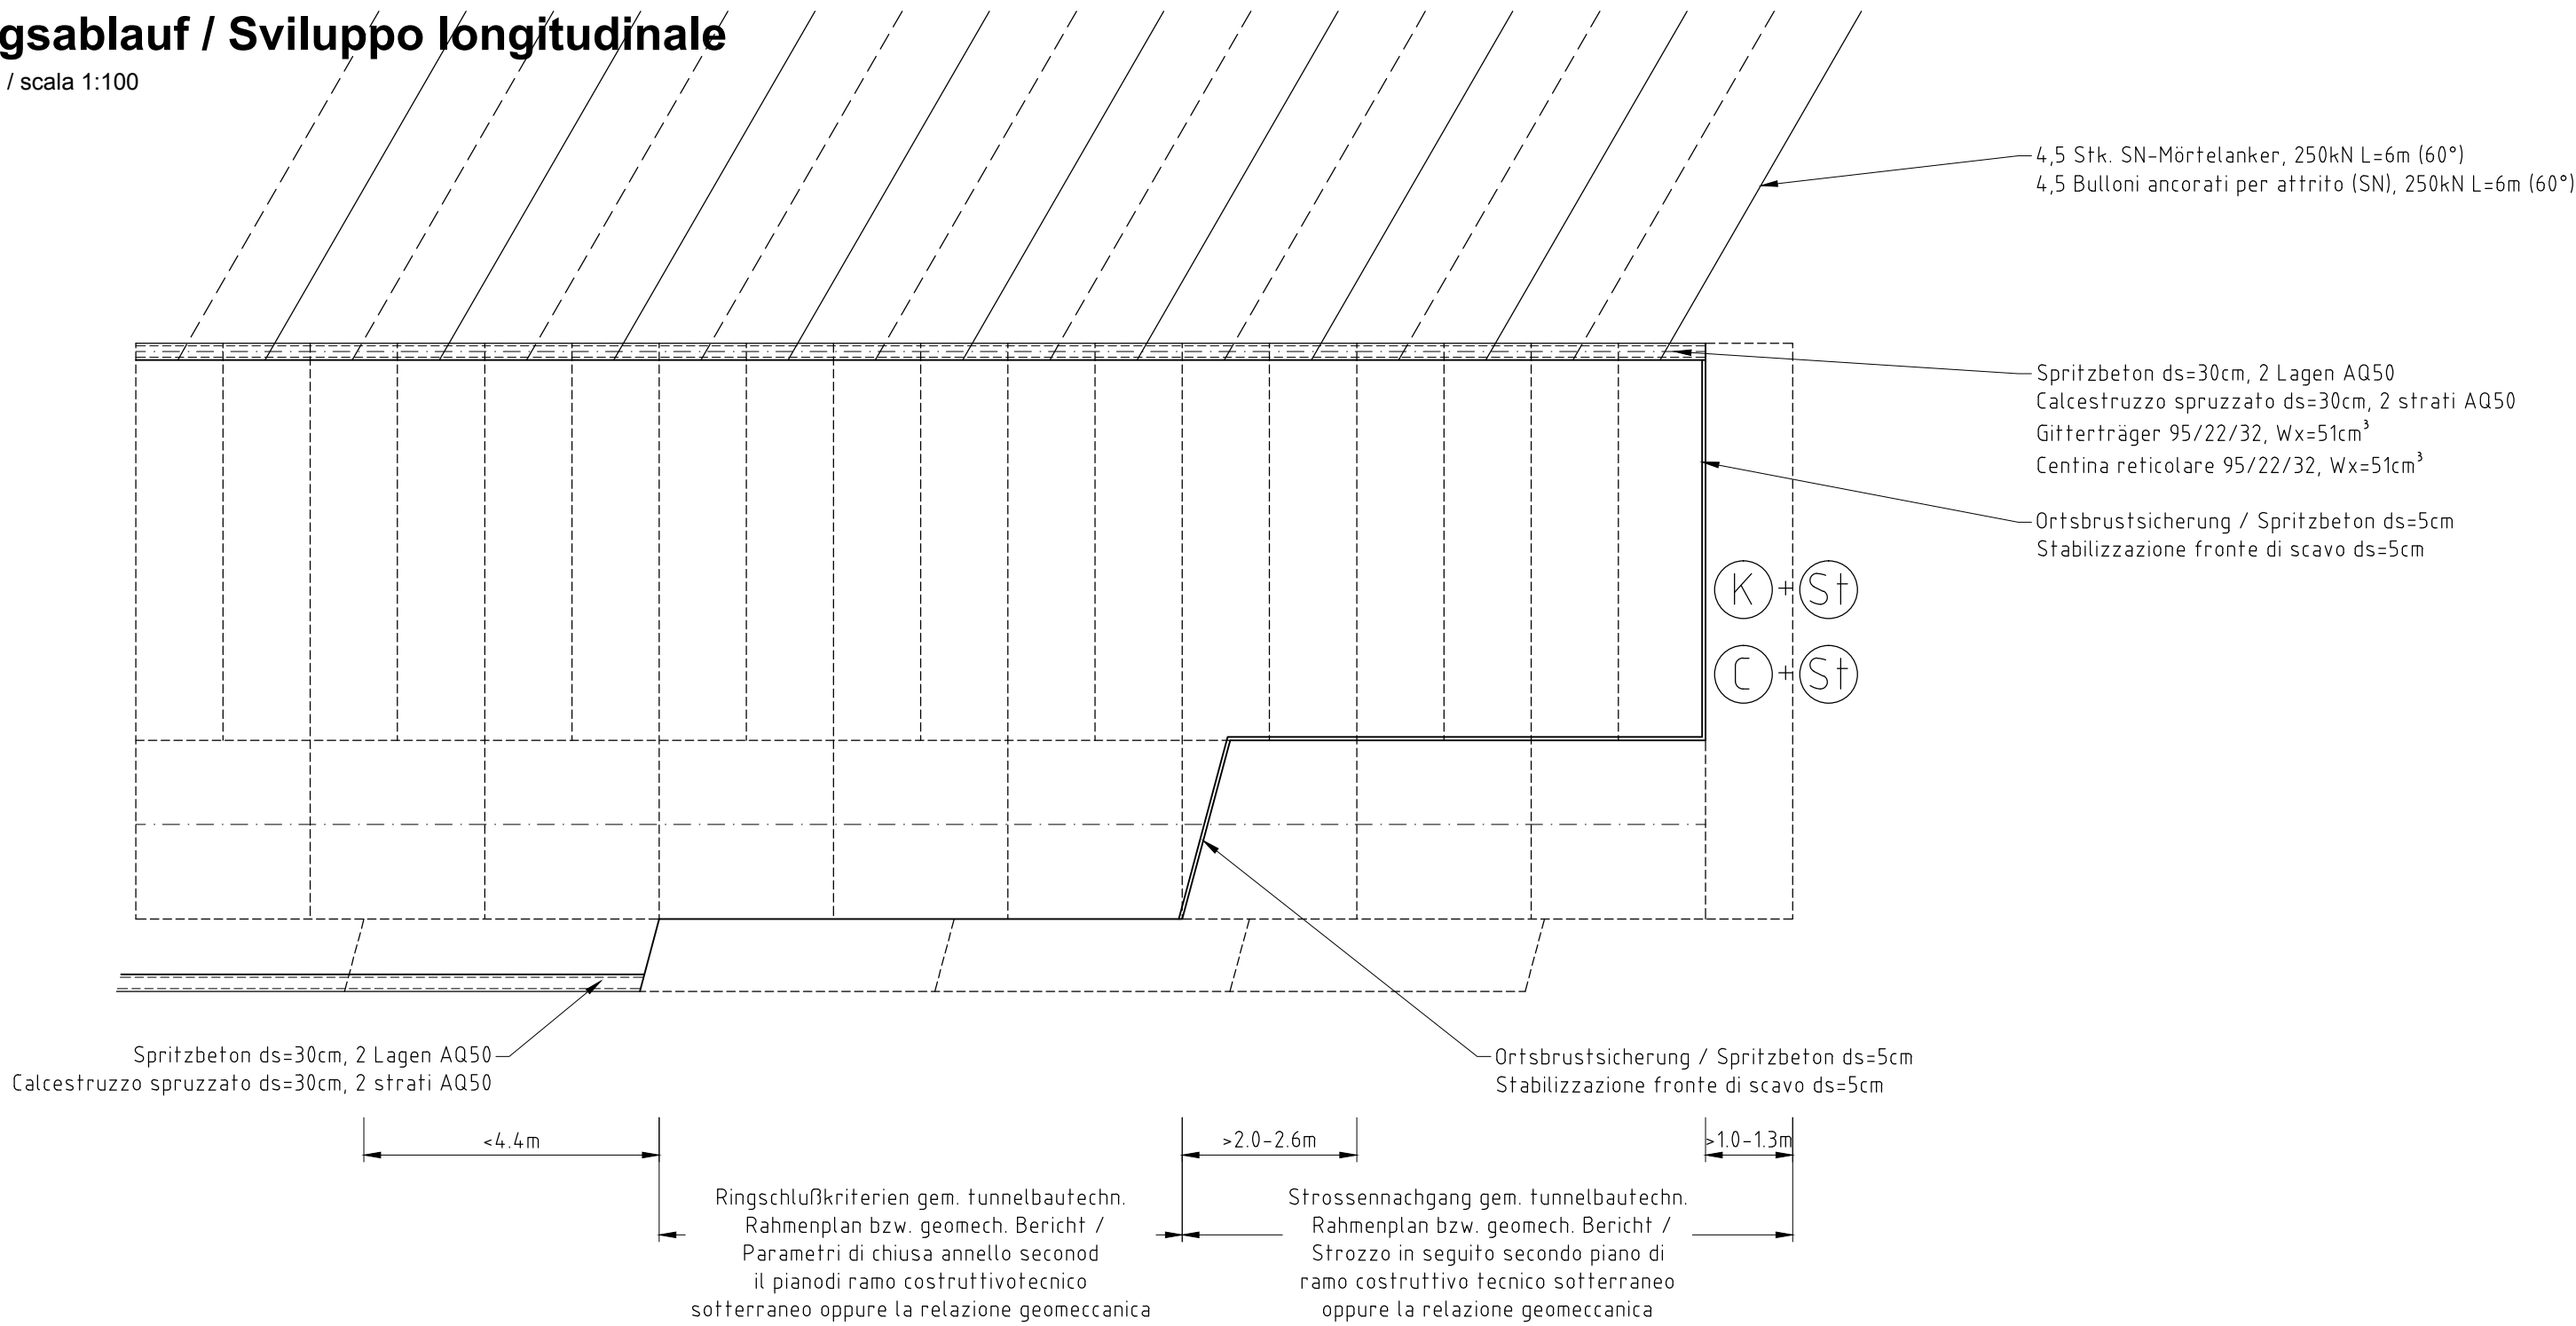 gsablauf / Sviluppo longitudinale
/ scala 1:100
4,5 Stk. SN-Mörtelanker, 250kN L=6m (60°)
4,5 Bulloni ancorati per attrito (SN), 250kN L=6m (60°)
Spritzbeton ds=30cm, 2 Lagen AQ50
Calcestruzzo spruzzato ds=30cm, 2 strati AQ50
Gitterträger 95/22/32, Wx=51cm³
Centina reticolare 95/22/32, Wx=51cm³
Ortsbrustsicherung / Spritzbeton ds=5cm
Stabilizzazione fronte di scavo ds=5cm
K + St
C + St
Spritzbeton ds=30cm, 2 Lagen AQ50
Calcestruzzo spruzzato ds=30cm, 2 strati AQ50
Ortsbrustsicherung / Spritzbeton ds=5cm
Stabilizzazione fronte di scavo ds=5cm
<4.4m
>2.0-2.6m
>1.0-1.3m
Ringschlußkriterien gem. tunnelbautechn.
Rahmenplan bzw. geomech. Bericht /
Parametri di chiusa annello seconod
il pianodi ramo costruttivotecnico
sotterraneo oppure la relazione geomeccanica
Strossennachgang gem. tunnelbautechn.
Rahmenplan bzw. geomech. Bericht /
Strozzo in seguito secondo piano di
ramo costruttivo tecnico sotterraneo
oppure la relazione geomeccanica